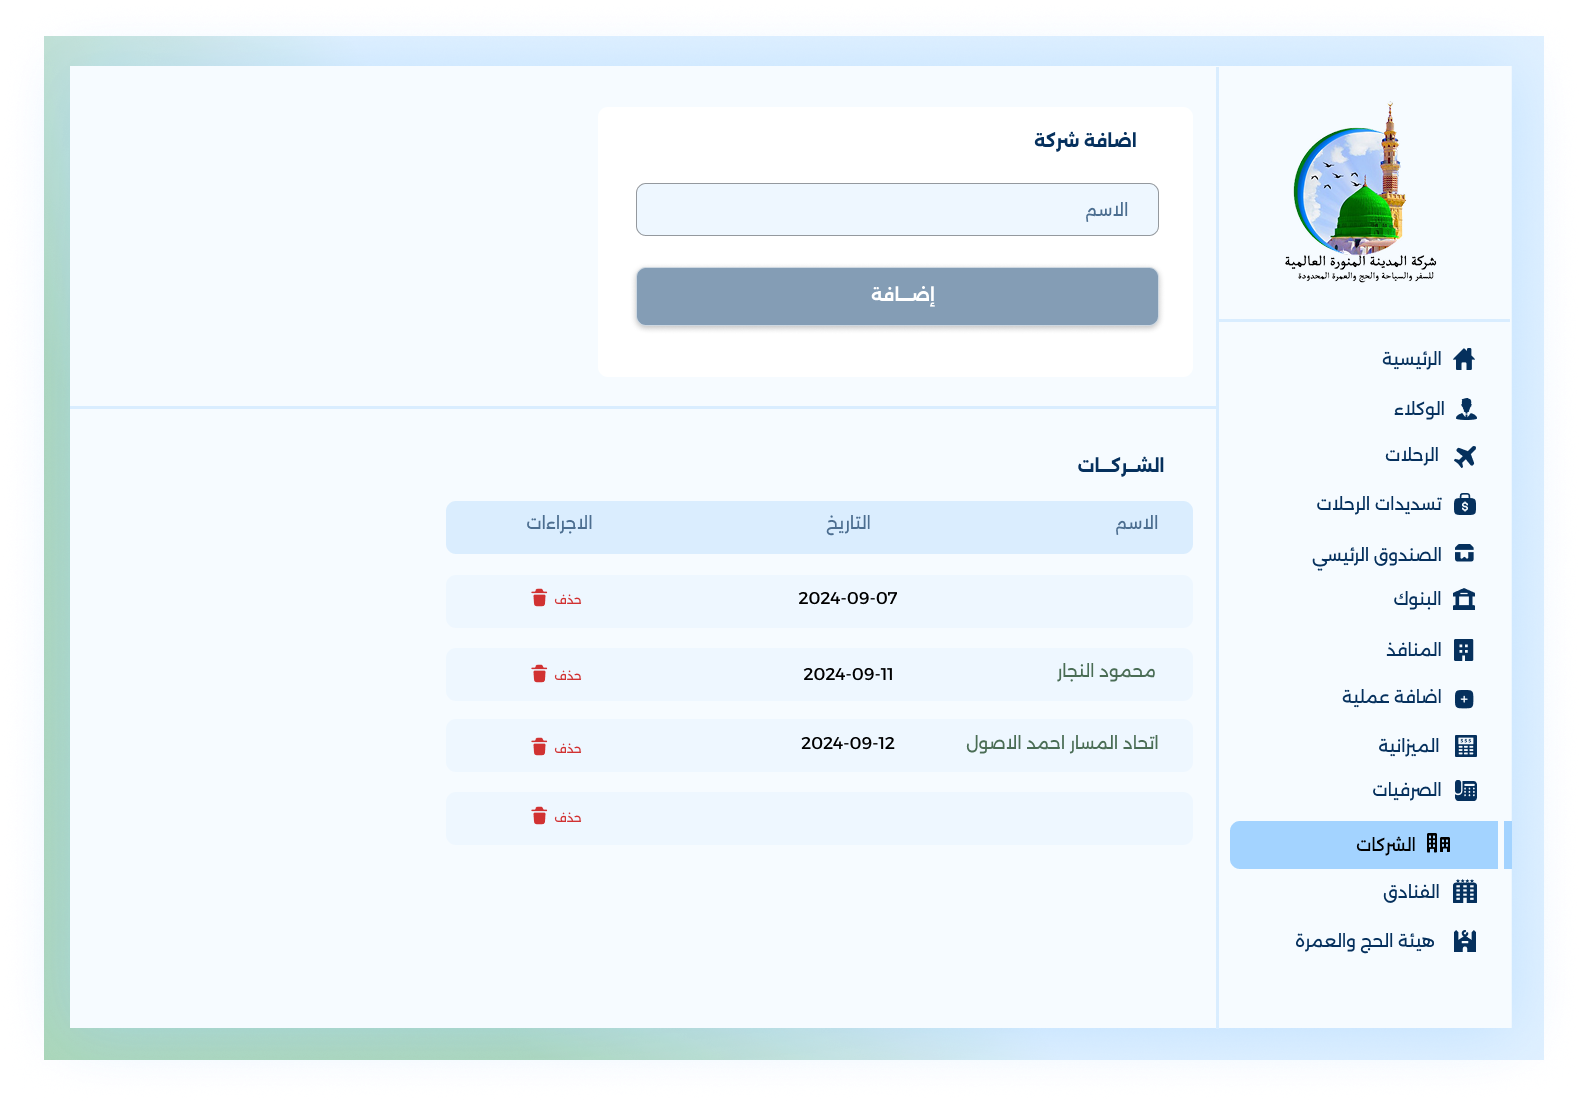 شركة المدينة المنورة العالمية
للسفر والسياحة والحج والعمرة المحدودة
الرئيسية
الوكلاء
الرحلات
تسديدات الرحلات
الصندوق الرئيسي
البنوك
المنافذ
اضافة عملية
الميزانية
الصرفيات
الشركات
الفنادق
هيئة الحج والعمرة
اضافة شركة
الاسم
إضـــافة
الشــركــات
الاسم التاريخ الاجراءات
2024-09-07 حذف
محمود النجار 2024-09-11 حذف
اتحاد المسار احمد الاصول 2024-09-12 حذف
حذف